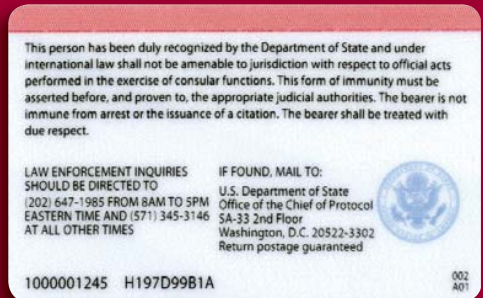 This person has been duly recognized by the Department of State and under
international law shall not be amenable to jurisdiction with respect to official acts
performed in the exercise of consular functions. This form of immunity must be
asserted before, and proven to, the appropriate judicial authorities. The bearer is not
immune from arrest or the issuance of a citation. The bearer shall be treated with
due respect.
LAW ENFORCEMENT INQUIRIES
SHOULD BE DIRECTED TO
(202) 647-1985 FROM 8AM TO 5PM
EASTERN TIME AND (571) 345-3146
AT ALL OTHER TIMES
IF FOUND, MAIL TO:
U.S. Department of State
Office of the Chief of Protocol
SA-33 2nd Floor
Washington, D.C. 20522-3302
Return postage guaranteed
1000001245 H197D99B1A
002
A01